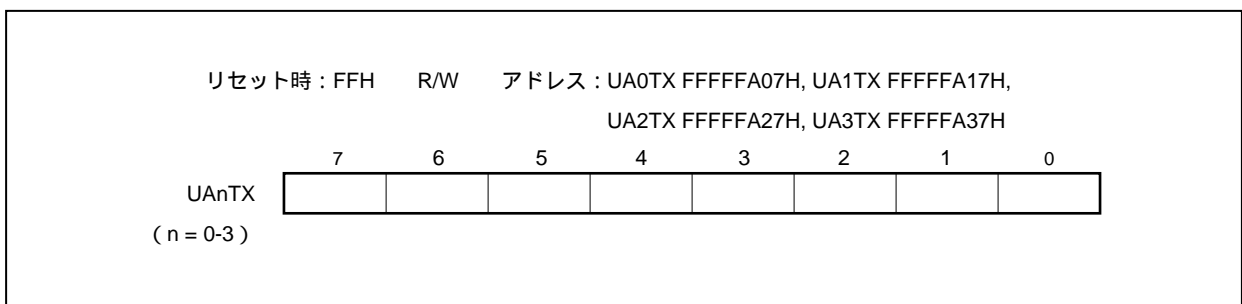 リセット時：FFH R/W アドレス：UA0TX FFFFFA07H, UA1TX FFFFFA17H,
UA2TX FFFFFA27H, UA3TX FFFFFA37H
7 6 5 4 3 2 1 0
UAnTX
（n = 0-3）